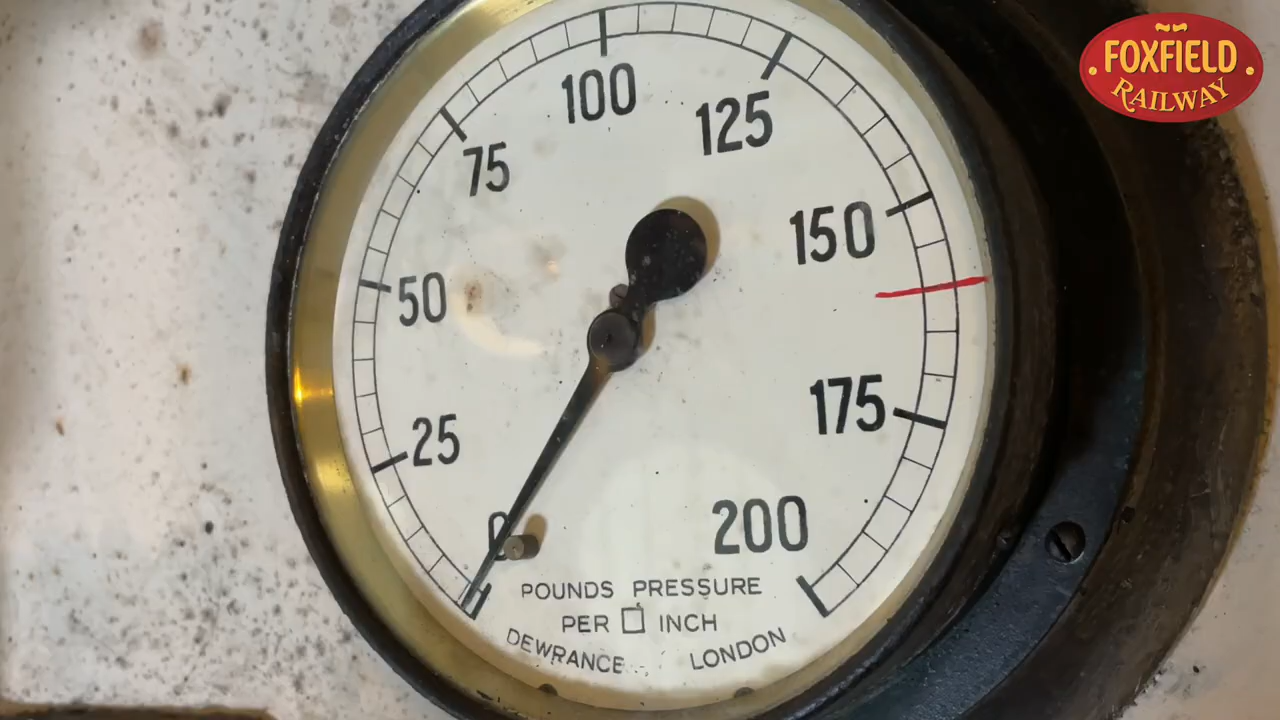 FOXFIELD
RAILWAY
100
125
75
150
50
175
25
0
200
POUNDS PRESSURE
PER □ INCH
DEWRANCE LONDON